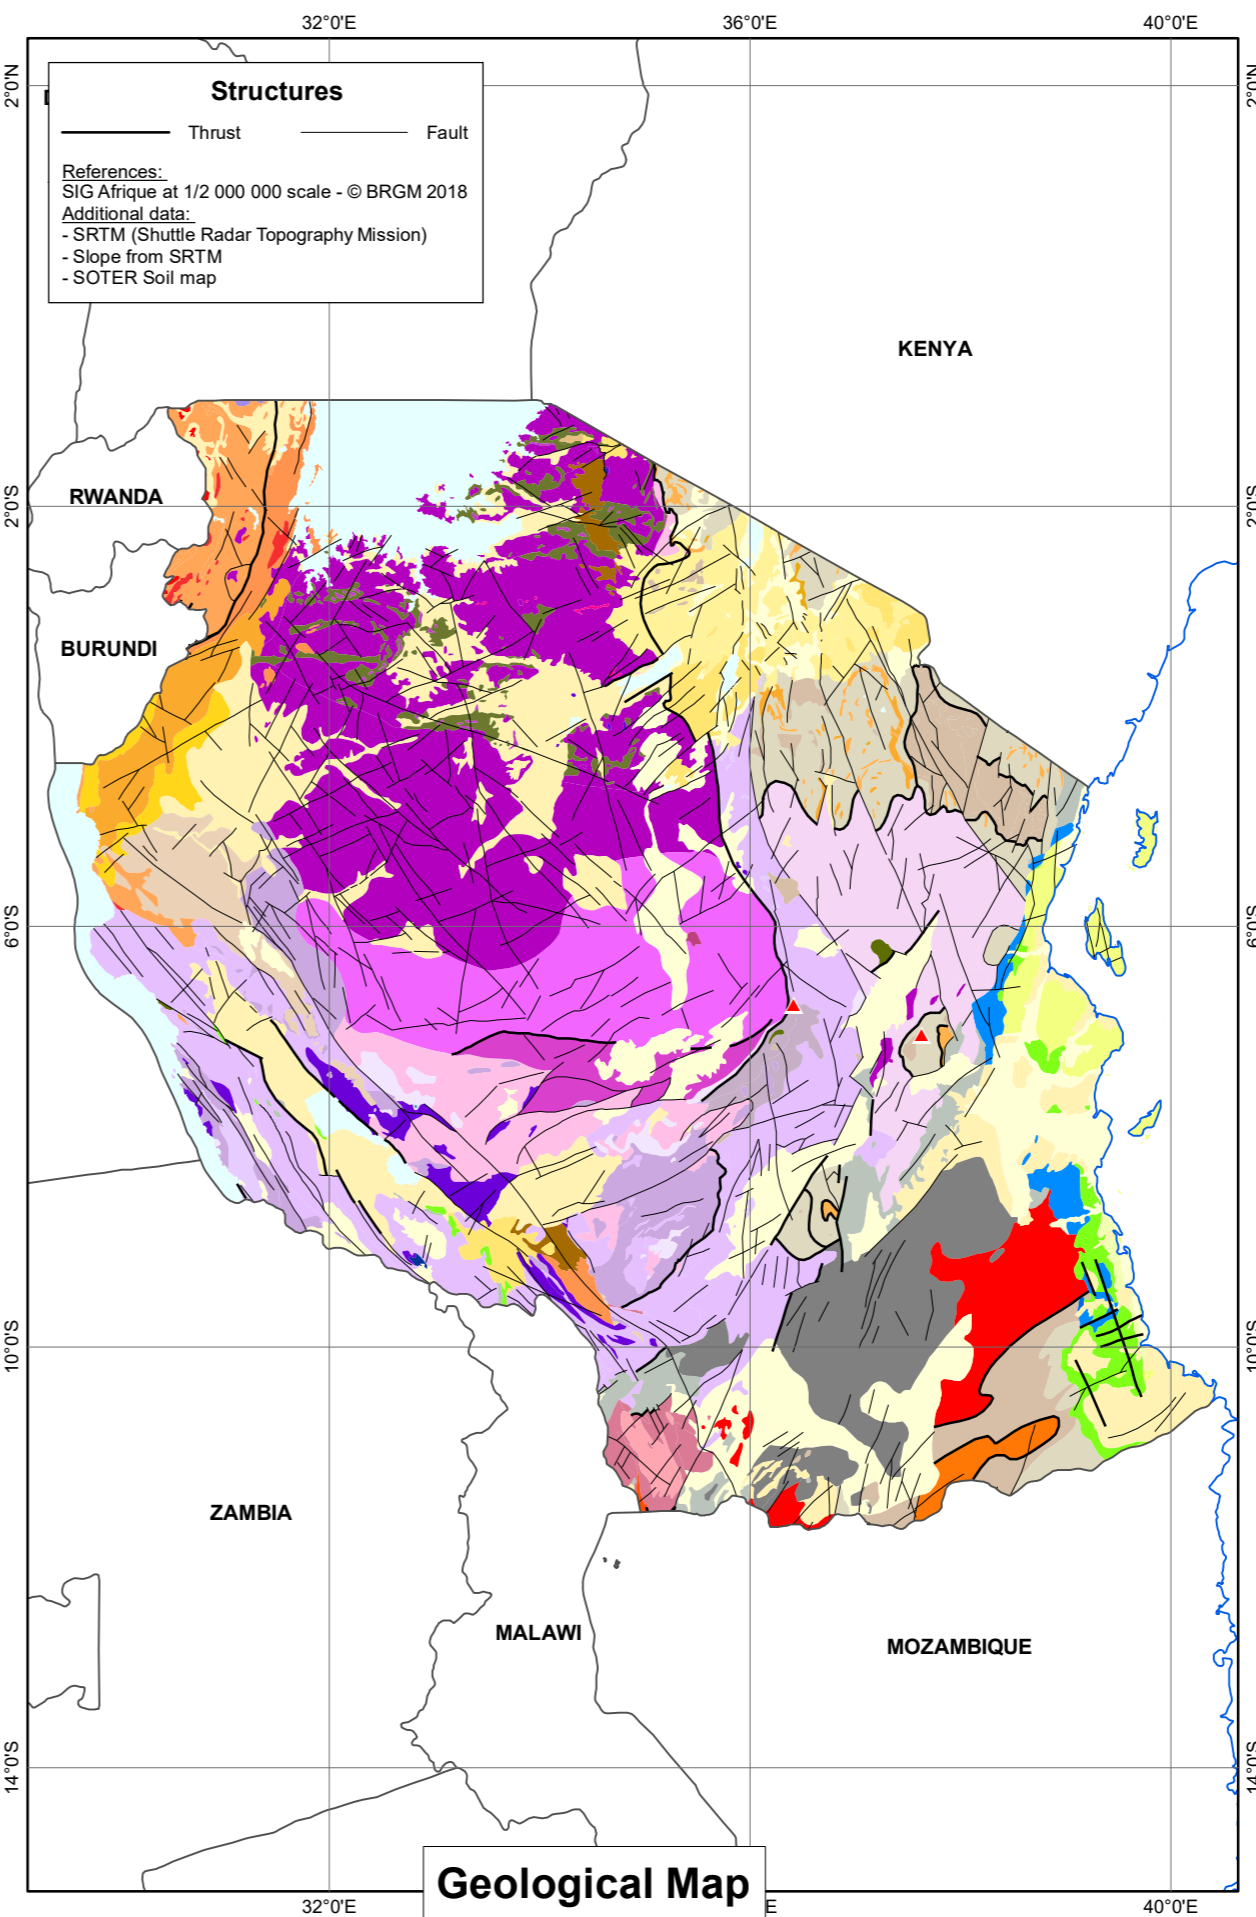 32°0'E 36°0'E 40°0'E
2°0'N 2°0'N
Structures
Thrust Fault
References:
SIG Afrique at 1/2 000 000 scale - © BRGM 2018
Additional data:
- SRTM (Shuttle Radar Topography Mission)
- Slope from SRTM
- SOTER Soil map
KENYA
RWANDA
2°0'S 2°0'S
BURUNDI
6°0'S 6°0'S
10°0'S 10°0'S
ZAMBIA
MALAWI
MOZAMBIQUE
14°0'S 14°0'S
Geological Map
32°0'E E 40°0'E